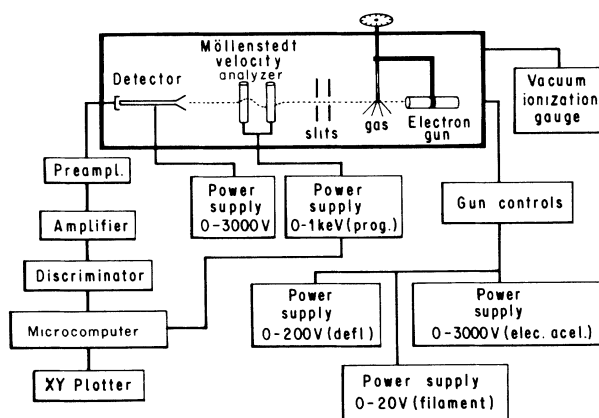 Möllenstedt
velocity
analyzer
Detector
slits
gas
Electron
gun
Vacuum
ionization
gauge
Preampl.
Power
supply
0-3000V
Power
supply
0-1keV(prog.)
Gun controls
Amplifier
Discriminator
Microcomputer
XY Plotter
Power
supply
0-200V(defl)
Power
supply
0-3000V(elec. acel.)
Power supply
0-20V(filament)